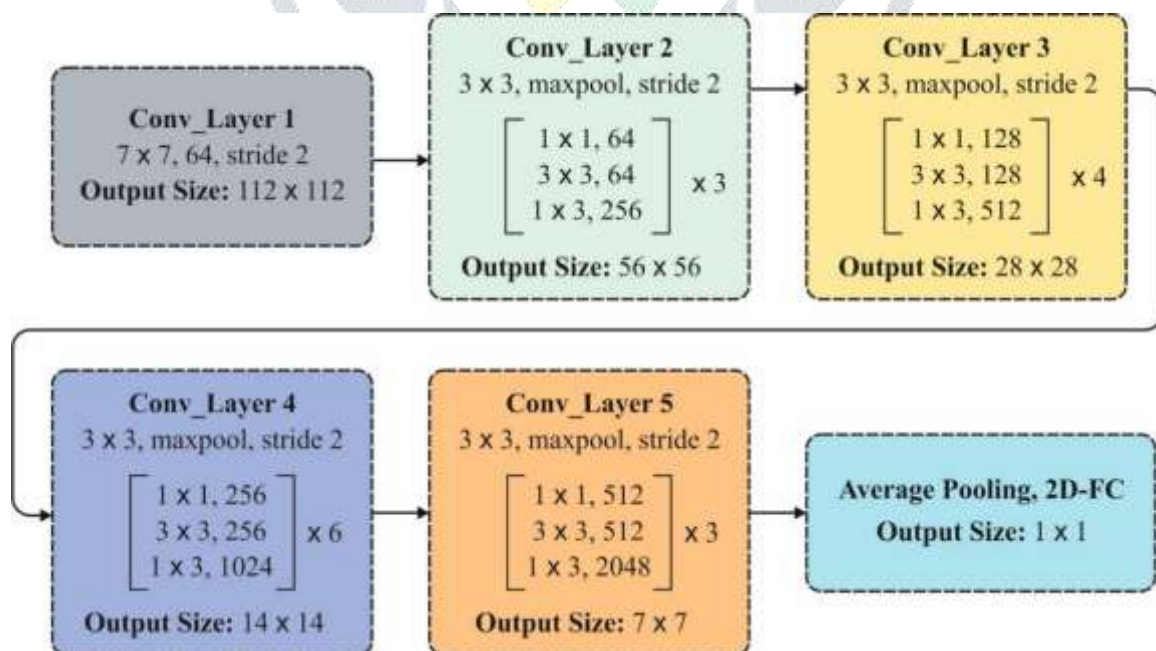 Conv_Layer 1
7 x 7, 64, stride 2
Output Size: 112 x 112
Conv_Layer 2
3 x 3, maxpool, stride 2
1 x 1, 64
3 x 3, 64
1 x 3, 256
x 3
Output Size: 56 x 56
Conv_Layer 3
3 x 3, maxpool, stride 2
1 x 1, 128
3 x 3, 128
1 x 3, 512
x 4
Output Size: 28 x 28
Conv_Layer 4
3 x 3, maxpool, stride 2
1 x 1, 256
3 x 3, 256
1 x 3, 1024
x 6
Output Size: 14 x 14
Conv_Layer 5
3 x 3, maxpool, stride 2
1 x 1, 512
3 x 3, 512
1 x 3, 2048
x 3
Output Size: 7 x 7
Average Pooling, 2D-FC
Output Size: 1 x 1